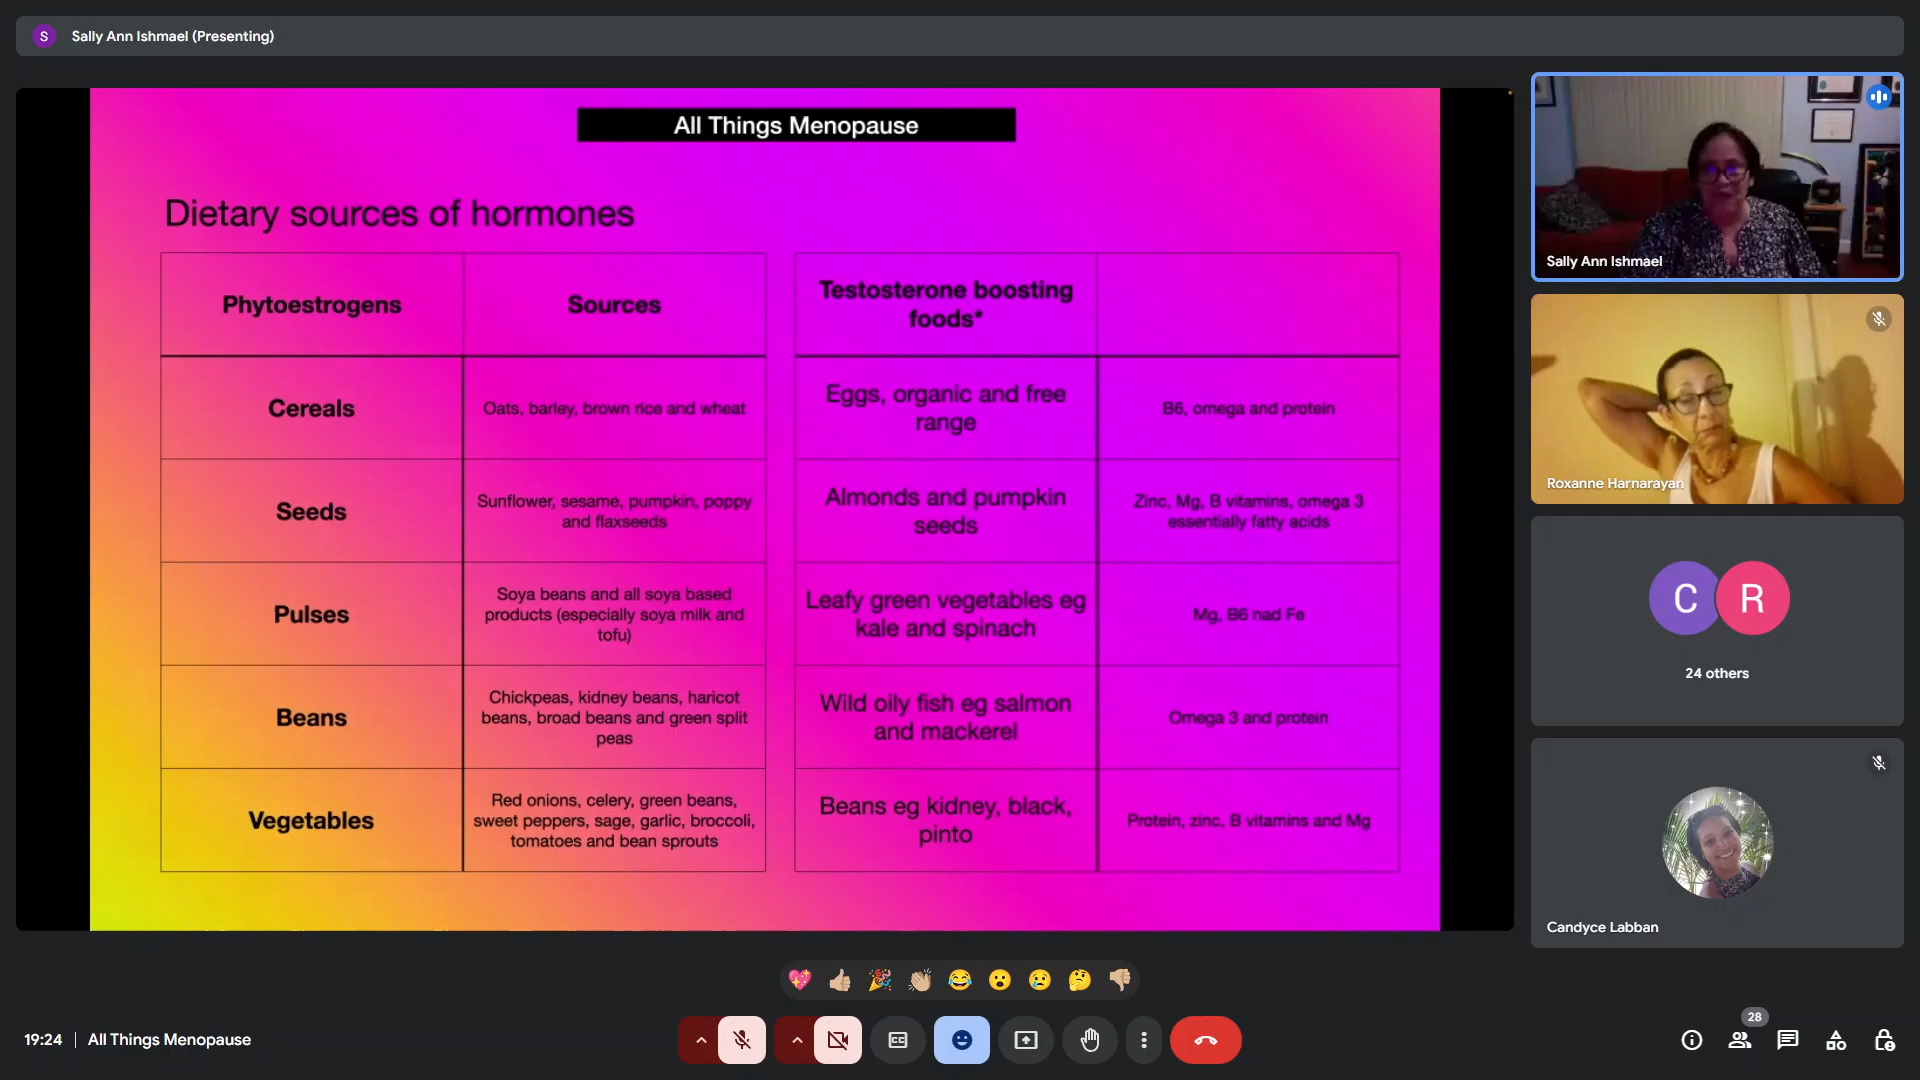 S Sally Ann Ishmael (Presenting)
All Things Menopause
Dietary sources of hormones
Phytoestrogens
Sources
Cereals
Oats, barley, brown rice and wheat
Seeds
Sunflower, sesame, pumpkin, poppy
and flaxseeds
Pulses
Soya beans and all soya based
products (especially soya milk and
tofu)
Beans
Chickpeas, kidney beans, haricot
beans, broad beans and green split
peas
Vegetables
Red onions, celery, green beans,
sweet peppers, sage, garlic, broccoli,
tomatoes and bean sprouts
Testosterone boosting
foods*
Eggs, organic and free
range
B6, omega and protein
Almonds and pumpkin
seeds
Zinc, Mg, B vitamins, omega 3
essentially fatty acids
Leafy green vegetables eg
kale and spinach
Mg, B6 nad Fe
Wild oily fish eg salmon
and mackerel
Omega 3 and protein
Beans eg kidney, black,
pinto
Protein, zinc, B vitamins and Mg
Sally Ann Ishmael
Roxanne Harnarayan
C R
24 others
Candyce Labban
19:24 | All Things Menopause
CC
28